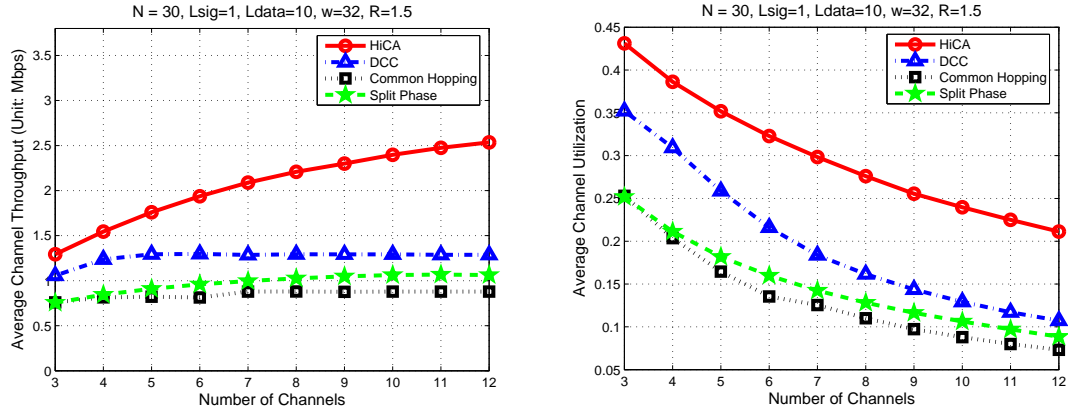 N = 30, Lsig=1, Ldata=10, w=32, R=1.5
Average Channel Throughput (Unit: Mbps)
3.5
3
2.5
2
1.5
1
0.5
0
HiCA
DCC
Common Hopping
Split Phase
3 4 5 6 7 8 9 10 11 12
Number of Channels
N = 30, Lsig=1, Ldata=10, w=32, R=1.5
Average Channel Utilization
0.45
0.4
0.35
0.3
0.25
0.2
0.15
0.1
0.05
HiCA
DCC
Common Hopping
Split Phase
3 4 5 6 7 8 9 10 11 12
Number of Channels